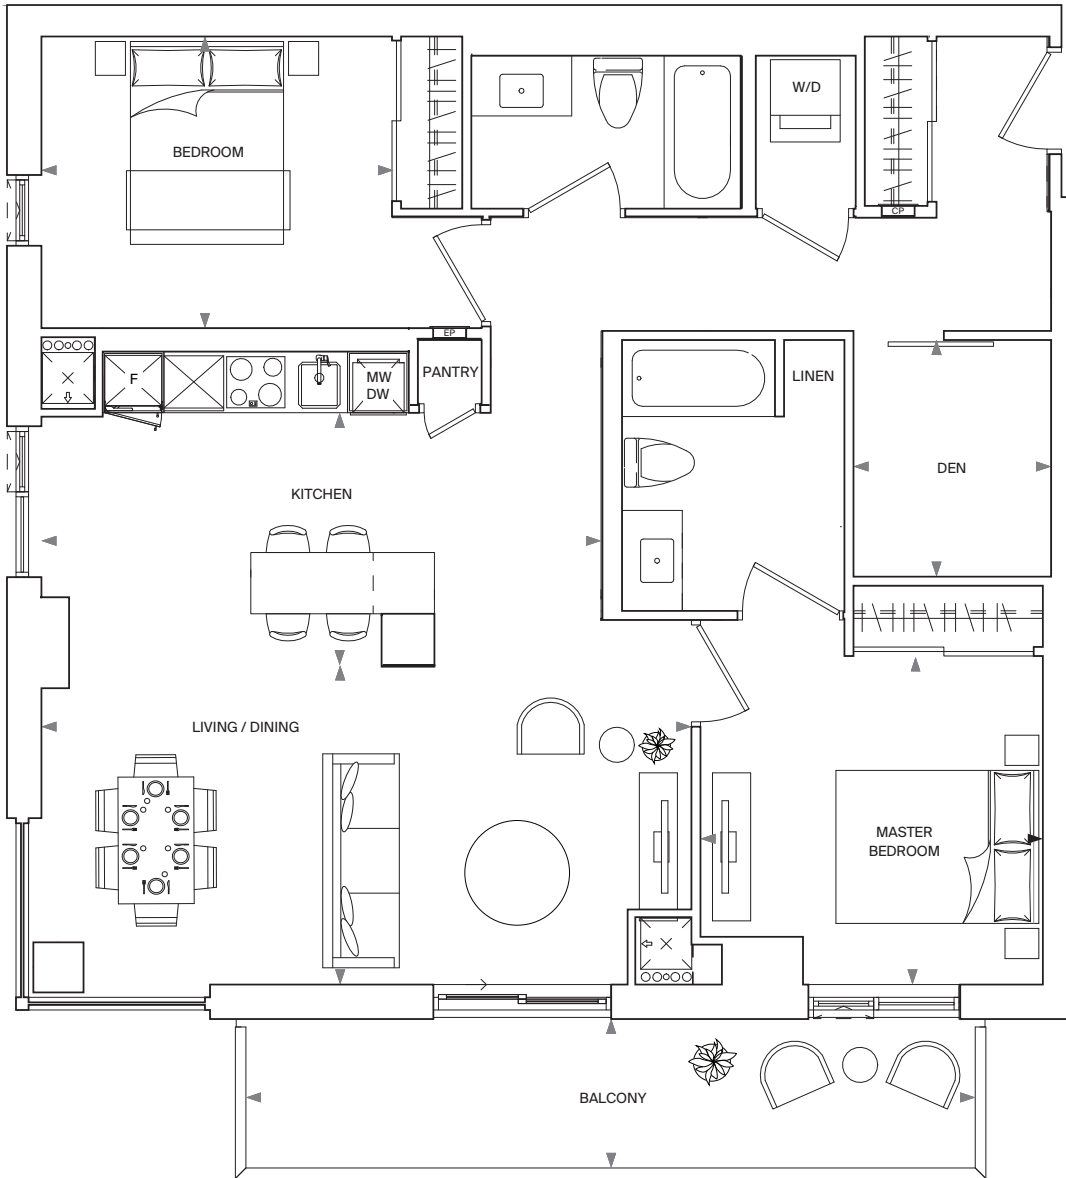 W/D
BEDROOM
CP
EP
F
MW
DW
PANTRY
LINEN
DEN
KITCHEN
LIVING / DINING
MASTER
BEDROOM
BALCONY